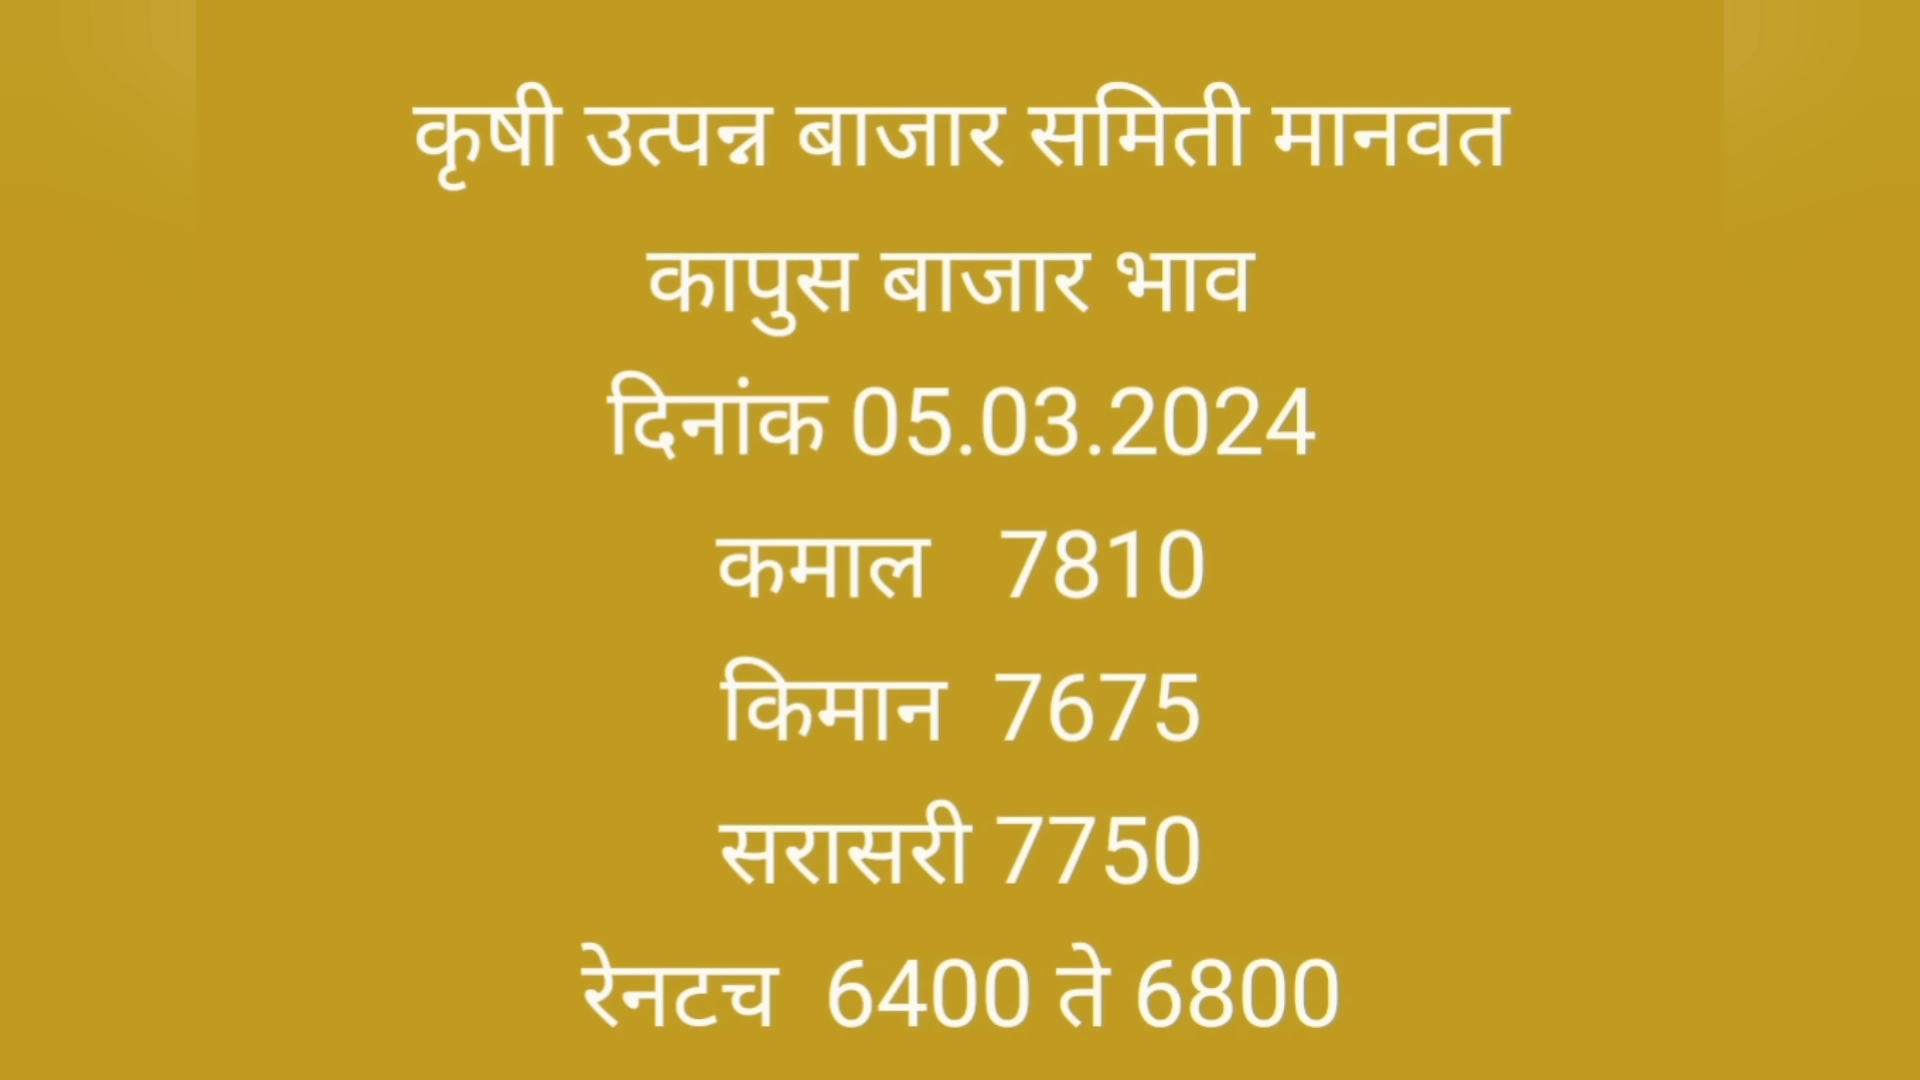 कृषी उत्पन्न बाजार समिती मानवत
कापुस बाजार भाव
दिनांक 05.03.2024
कमाल 7810
किमान 7675
सरासरी 7750
रेनटच 6400 ते 6800